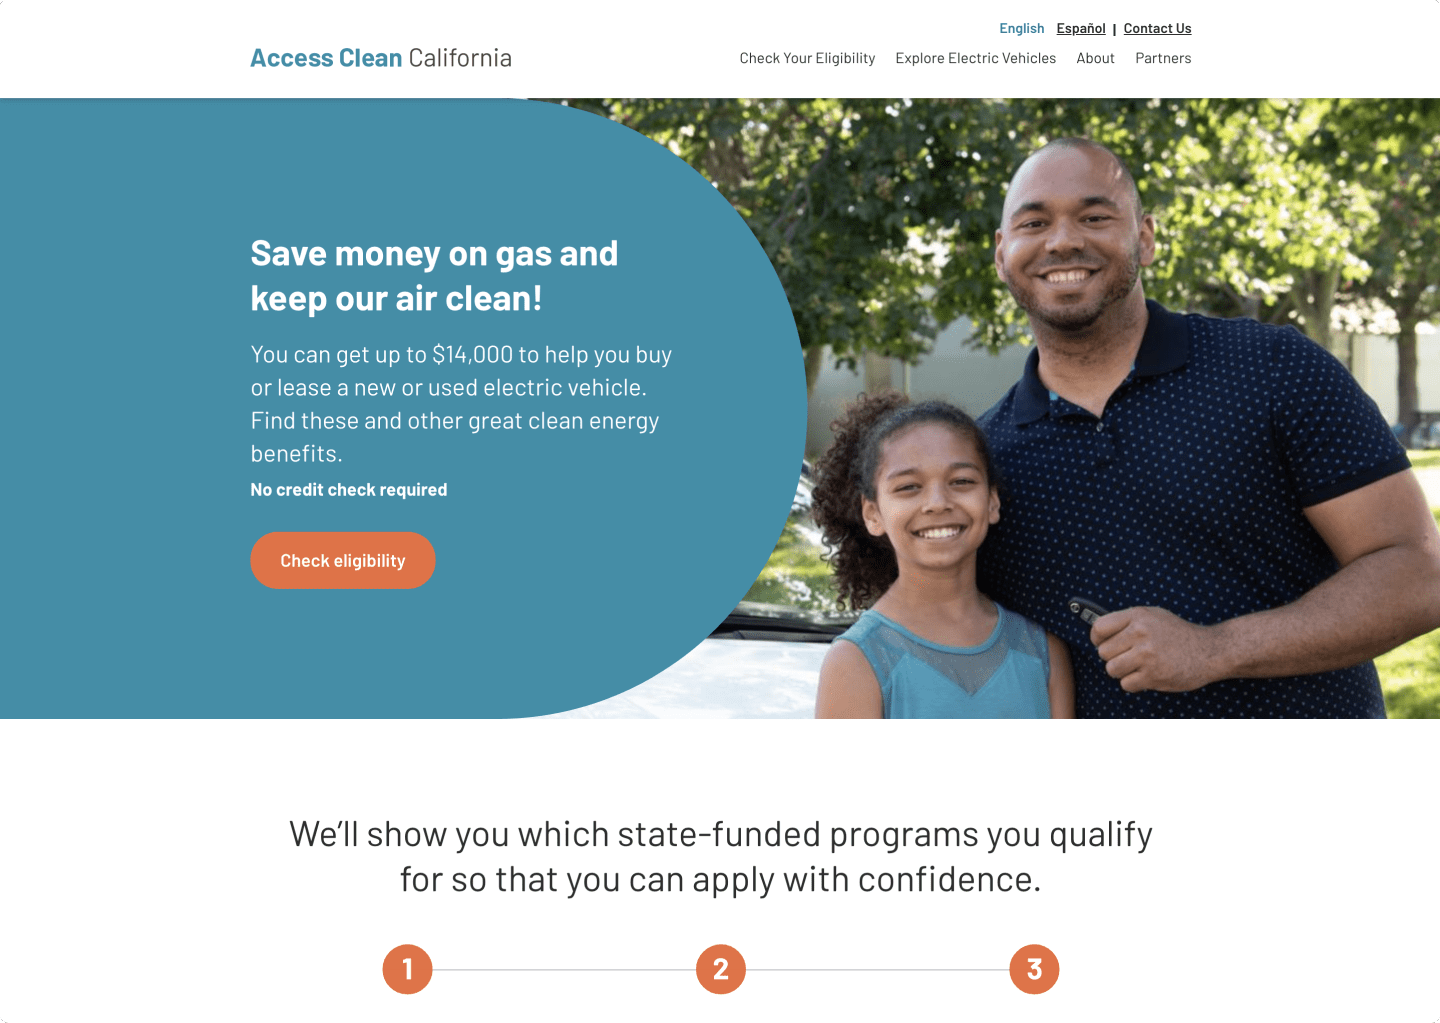 English Español | Contact Us
Access Clean California
Check Your Eligibility Explore Electric Vehicles About Partners
Save money on gas and
keep our air clean!
You can get up to $14,000 to help you buy
or lease a new or used electric vehicle.
Find these and other great clean energy
benefits.
No credit check required
Check eligibility
We’ll show you which state-funded programs you qualify
for so that you can apply with confidence.
1 2 3